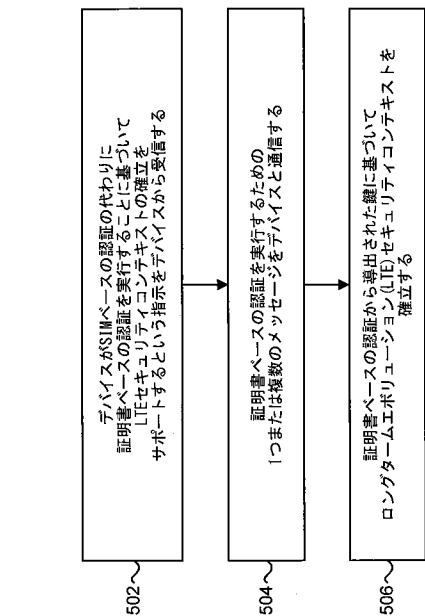 デバイスがSIMベースの認証の代わりに
証明書ベースの認証を実行することに基づいて
LTEセキュリティコンテキストの確立を
サポートするという指示をデバイスから受信する
502
証明書ベースの認証を実行するための
1つまたは複数のメッセージをデバイスと通信する
504
証明書ベースの認証から導出された鍵に基づいて
ロングタームエボリューション(LTE)セキュリティコンテキストを
確立する
506